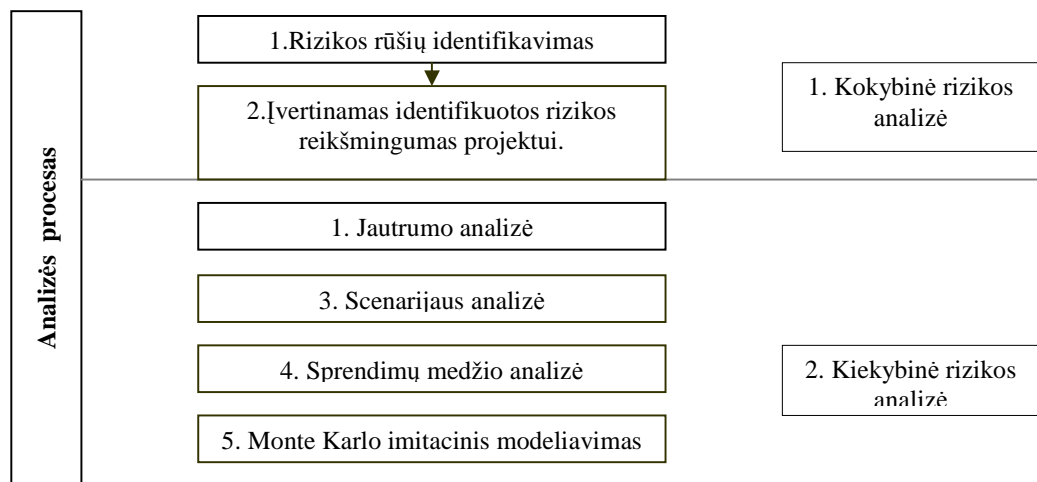 Analizės procesas
1.Rizikos rūšių identifikavimas
2.Įvertinamas identifikuotos rizikos
reikšmingumas projektui.
1. Kokybinė rizikos
analizė
1. Jautrumo analizė
3. Scenarijaus analizė
4. Sprendimų medžio analizė
5. Monte Karlo imitacinis modeliavimas
2. Kiekybinė rizikos
analizė